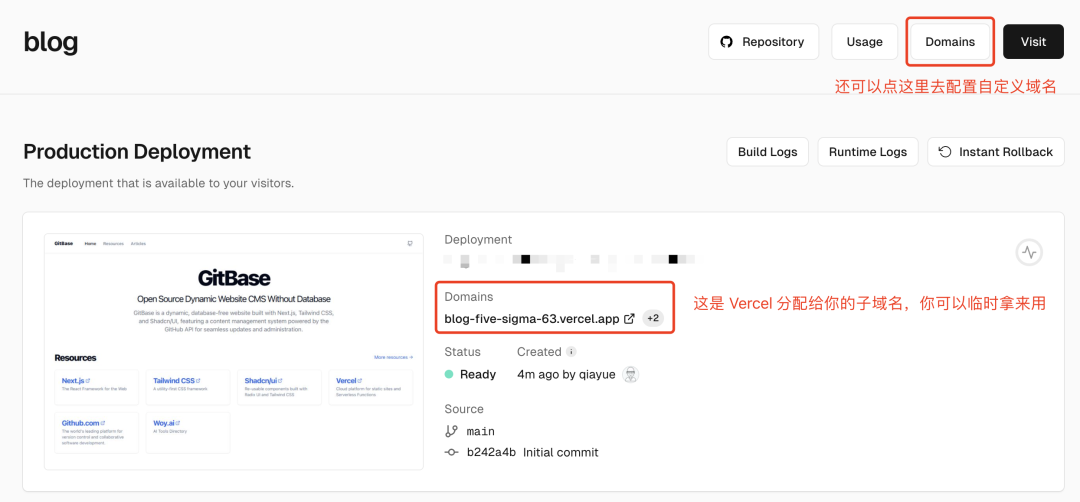 blog
Repository
Usage
Domains
Visit
还可以点这里去配置自定义域名
Production Deployment
Build Logs
Runtime Logs
Instant Rollback
The deployment that is available to your visitors.
GitBase
Home
Resources
Articles
GitBase
Open Source Dynamic Website CMS Without Database
GitBase is a dynamic, database-free website built with Next.js, Tailwind CSS,
and Shadcn/UI, featuring a content management system powered by the
GitHub API for seamless updates and administration.
Resources
More resources →
Next.js
The React Framework for the Web
Tailwind CSS
A utility-first CSS framework
Shadcn/ui
Re-usable components built with
Radix UI and Tailwind CSS
Vercel
Cloud platform for static sites and
Serverless Functions
Github.com
The world's leading platform for
version control and collaborative
software development.
Woy.ai
AI Tools Directory
Deployment
Domains
blog-five-sigma-63.vercel.app
+2
这是 Vercel 分配给你的子域名，你可以临时拿来用
Status
Created
Ready
4m ago by qiayue
Source
main
b242a4b Initial commit